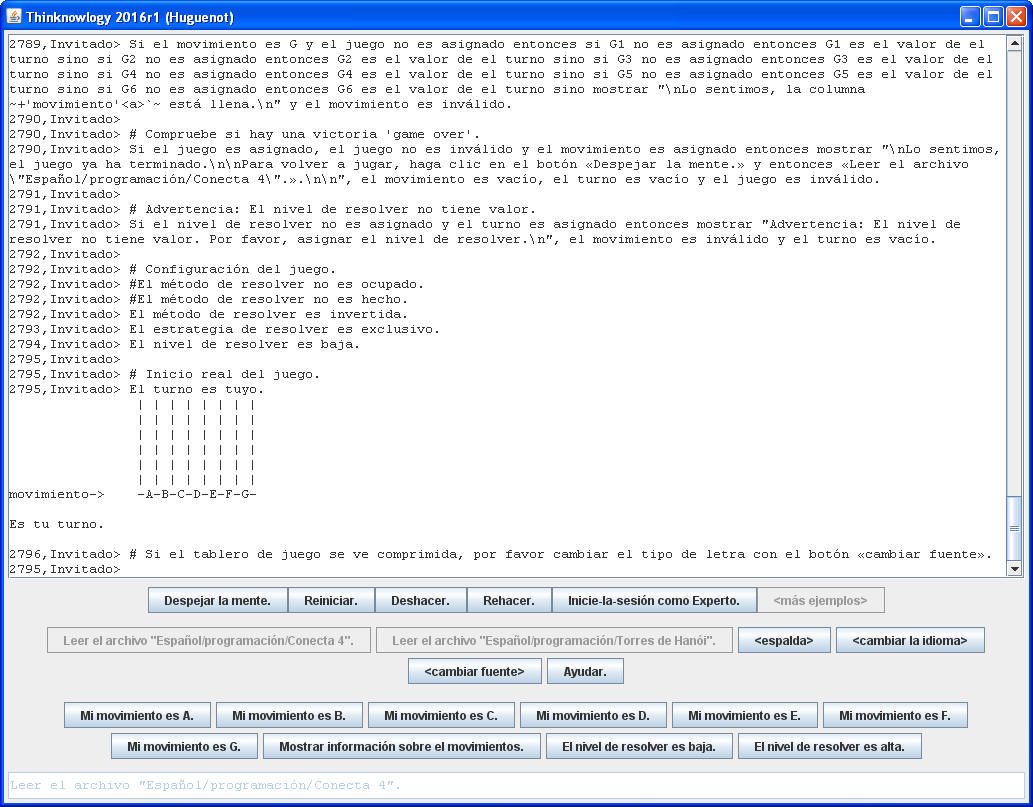 Thinknowlogy 2016r1 (Huguenot)
2789,Invitado> Si el movimiento es G y el juego no es asignado entonces si G1 no es asignado entonces G1 es el valor de el
turno sino si G2 no es asignado entonces G2 es el valor de el turno sino si G3 no es asignado entonces G3 es el valor de el
turno sino si G4 no es asignado entonces G4 es el valor de el turno sino si G5 no es asignado entonces G5 es el valor de el
turno sino si G6 no es asignado entonces G6 es el valor de el turno sino mostrar "\nLo sentimos, la columna
~+'movimiento'<a>`~ está llena.\n" y el movimiento es inválido.
2790,Invitado>
2790,Invitado> # Compruebe si hay una victoria 'game over'.
2790,Invitado> Si el juego es asignado, el juego no es inválido y el movimiento es asignado entonces mostrar "\nLo sentimos,
el juego ya ha terminado.\n\nPara volver a jugar, haga clic en el botón «Despejar la mente.» y entonces «Leer el archivo
\"Español/programación/Conecta 4\".».\n\n", el movimiento es vacío, el turno es vacío y el juego es inválido.
2791,Invitado>
2791,Invitado> # Advertencia: El nivel de resolver no tiene valor.
2791,Invitado> Si el nivel de resolver no es asignado y el turno es asignado entonces mostrar "Advertencia: El nivel de
resolver no tiene valor. Por favor, asignar el nivel de resolver.\n", el movimiento es inválido y el turno es vacío.
2792,Invitado>
2792,Invitado> # Configuración del juego.
2792,Invitado> #El método de resolver no es ocupado.
2792,Invitado> #El método de resolver no es hecho.
2792,Invitado> El método de resolver es invertida.
2793,Invitado> El estrategia de resolver es exclusivo.
2794,Invitado> El nivel de resolver es baja.
2795,Invitado>
2795,Invitado> # Inicio real del juego.
2795,Invitado> El turno es tuyo.
| | | | | | | |
| | | | | | | |
| | | | | | | |
| | | | | | | |
| | | | | | | |
| | | | | | | |
movimiento-> -A-B-C-D-E-F-G-
Es tu turno.
2796,Invitado> # Si el tablero de juego se ve comprimida, por favor cambiar el tipo de letra con el botón «cambiar fuente».
2795,Invitado>
Despejar la mente. Reiniciar. Deshacer. Rehacer. Inicie-la-sesión como Experto. <más ejemplos>
Leer el archivo "Español/programación/Conecta 4". Leer el archivo "Español/programación/Torres de Hanói". <espalda> <cambiar la idioma>
<cambiar fuente> Ayudar.
Mi movimiento es A. Mi movimiento es B. Mi movimiento es C. Mi movimiento es D. Mi movimiento es E. Mi movimiento es F.
Mi movimiento es G. Mostrar información sobre el movimientos. El nivel de resolver es baja. El nivel de resolver es alta.
Leer el archivo "Español/programación/Conecta 4".